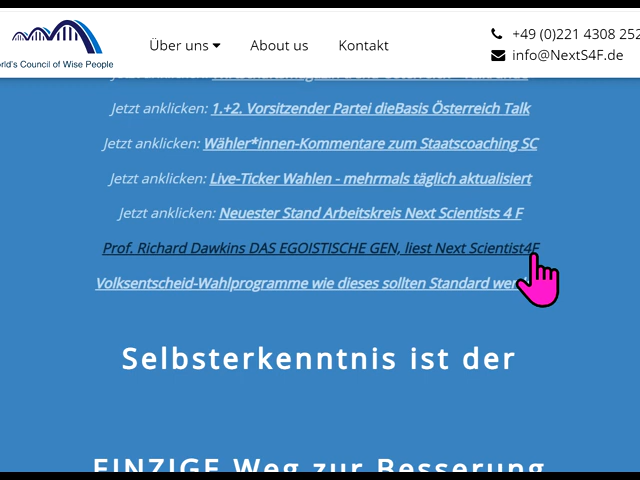 Über uns
About us
Kontakt
+49 (0)221 4308 252
info@NextS4F.de
Council of Wise People
Jetzt anklicken: 1.+2. Vorsitzender Partei dieBasis Österreich Talk
Jetzt anklicken: Wähler*innen-Kommentare zum Staatscoaching SC
Jetzt anklicken: Live-Ticker Wahlen - mehrmals täglich aktualisiert
Jetzt anklicken: Neuester Stand Arbeitskreis Next Scientists 4 F
Prof. Richard Dawkins DAS EGOISTISCHE GEN, liest Next Scientist4F
Volksentscheid-Wahlprogramme wie dieses sollten Standard
Selbsterkenntnis ist der
EINZIGE Weg zur Besserung